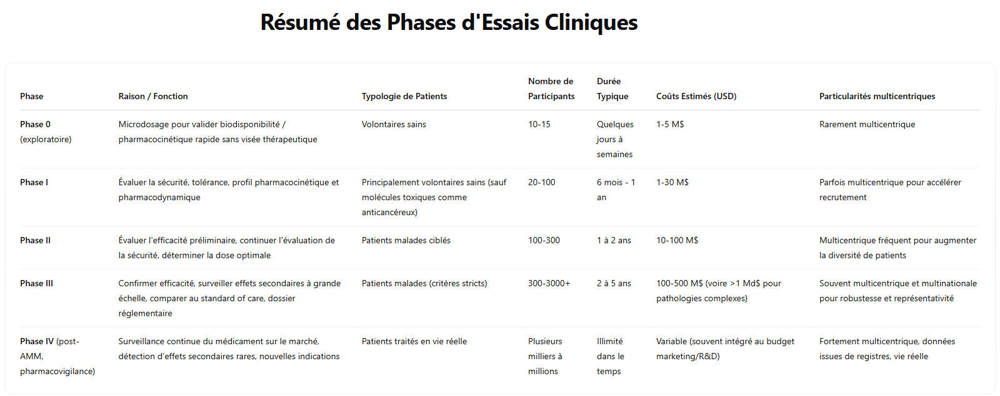 Résumé des Phases d'Essais Cliniques
Phase
Raison / Fonction
Typologie de Patients
Nombre de
Participants
Durée
Typique
Coûts Estimés (USD)
Particularités multicentriques
Phase 0
(exploratoire)
Microdosage pour valider biodisponibilité /
pharmacocinétique rapide sans visée thérapeutique
Volontaires sains
10-15
Quelques
jours à
semaines
1-5 M$
Rarement multicentrique
Phase I
Évaluer la sécurité, tolérance, profil pharmacocinétique et
pharmacodynamique
Principalement volontaires sains (sauf
molécules toxiques comme
anticancéreux)
20-100
6 mois - 1
an
1-30 M$
Parfois multicentrique pour accélérer
recrutement
Phase II
Évaluer l'efficacité préliminaire, continuer l'évaluation de
la sécurité, déterminer la dose optimale
Patients malades ciblés
100-300
1 à 2 ans
10-100 M$
Multicentrique fréquent pour augmenter
la diversité de patients
Phase III
Confirmer efficacité, surveiller effets secondaires à grande
échelle, comparer au standard of care, dossier
réglementaire
Patients malades (critères stricts)
300-3000+
2 à 5 ans
100-500 M$ (voire >1 Md$ pour
pathologies complexes)
Souvent multicentrique et multinationale
pour robustesse et représentativité
Phase IV (post-
AMM,
pharmacovigilance)
Surveillance continue du médicament sur le marché,
détection d'effets secondaires rares, nouvelles indications
Patients traités en vie réelle
Plusieurs
milliers à
millions
Illimité
dans le
temps
Variable (souvent intégré au budget
marketing/R&D)
Fortement multicentrique, données
issues de registres, vie réelle